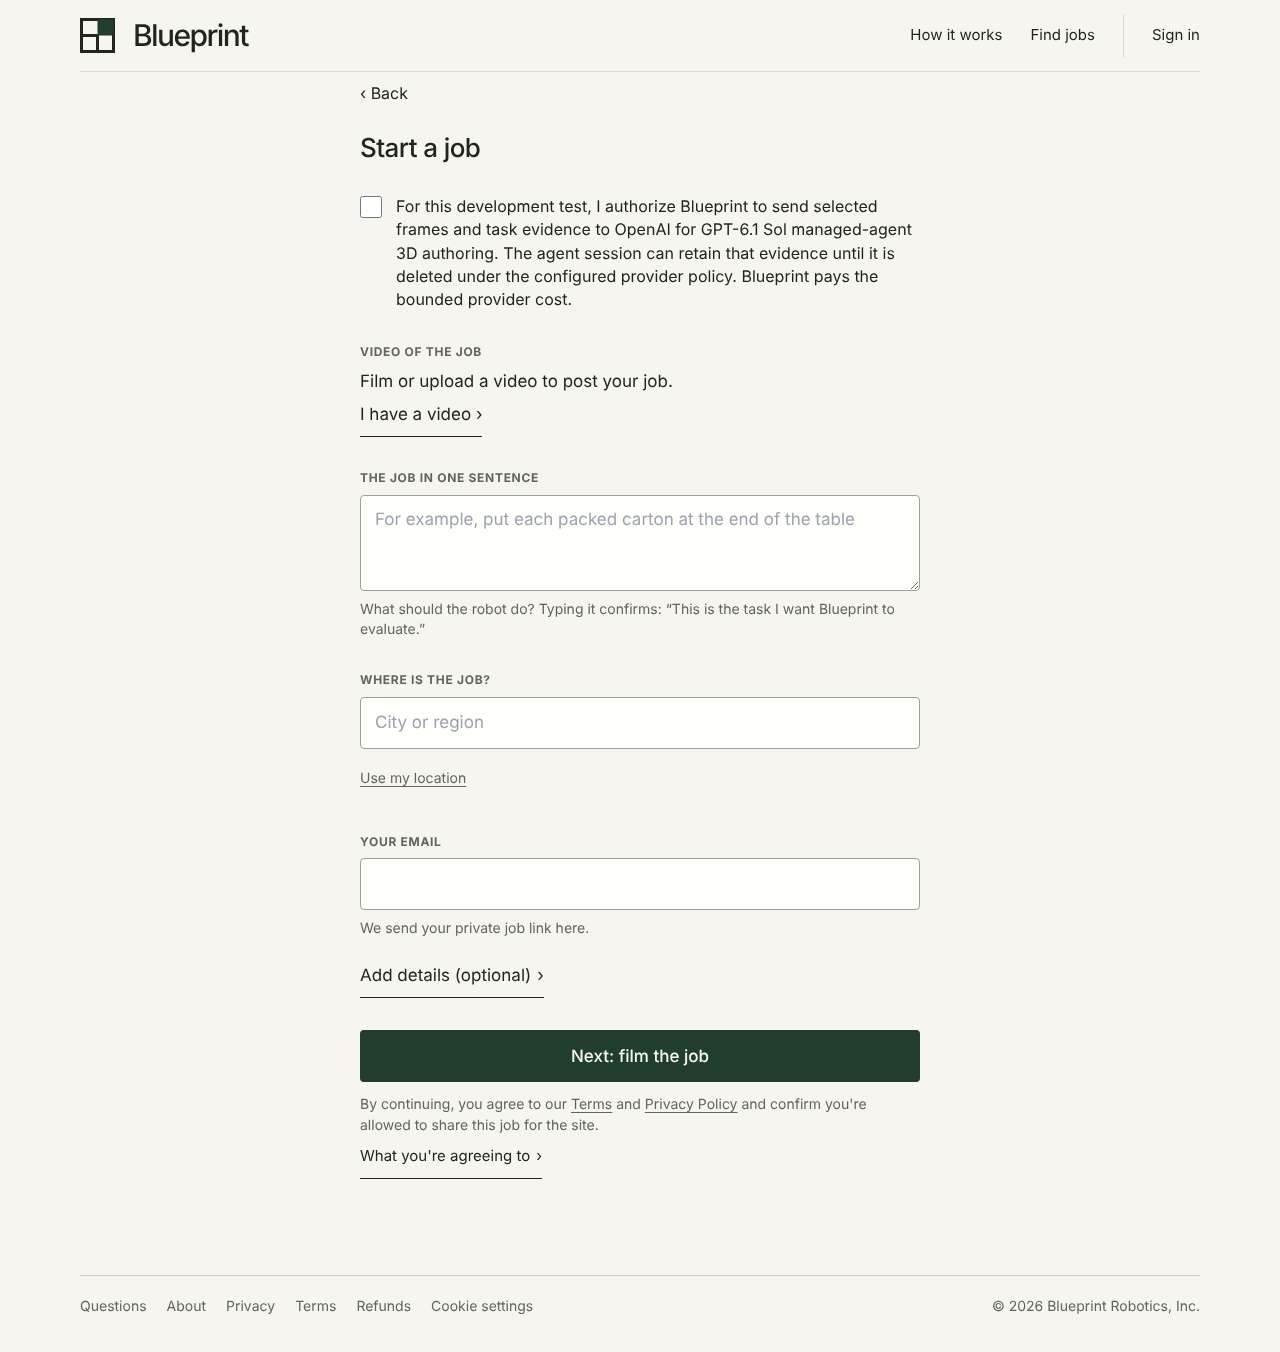 Blueprint
How it works Find jobs Sign in
‹ Back
Start a job
For this development test, I authorize Blueprint to send selected
frames and task evidence to OpenAI for GPT-6.1 Sol managed-agent
3D authoring. The agent session can retain that evidence until it is
deleted under the configured provider policy. Blueprint pays the
bounded provider cost.
VIDEO OF THE JOB
Film or upload a video to post your job.
I have a video ›
THE JOB IN ONE SENTENCE
For example, put each packed carton at the end of the table
What should the robot do? Typing it confirms: “This is the task I want Blueprint to
evaluate.”
WHERE IS THE JOB?
City or region
Use my location
YOUR EMAIL
We send your private job link here.
Add details (optional) ›
Next: film the job
By continuing, you agree to our Terms and Privacy Policy and confirm you're
allowed to share this job for the site.
What you're agreeing to ›
Questions About Privacy Terms Refunds Cookie settings © 2026 Blueprint Robotics, Inc.